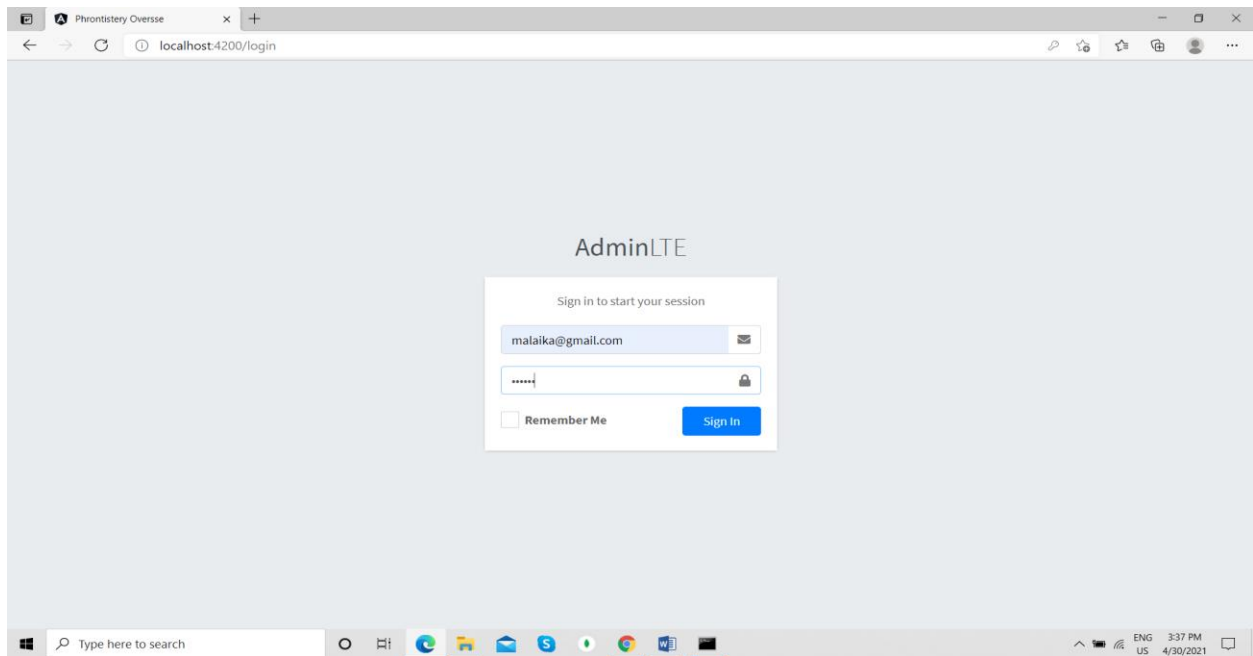 Phrontistery Oversse
localhost:4200/login
AdminLTE
Sign in to start your session
malaika@gmail.com
••••••
Remember Me
Sign In
Type here to search
ENG
US
3:37 PM
4/30/2021